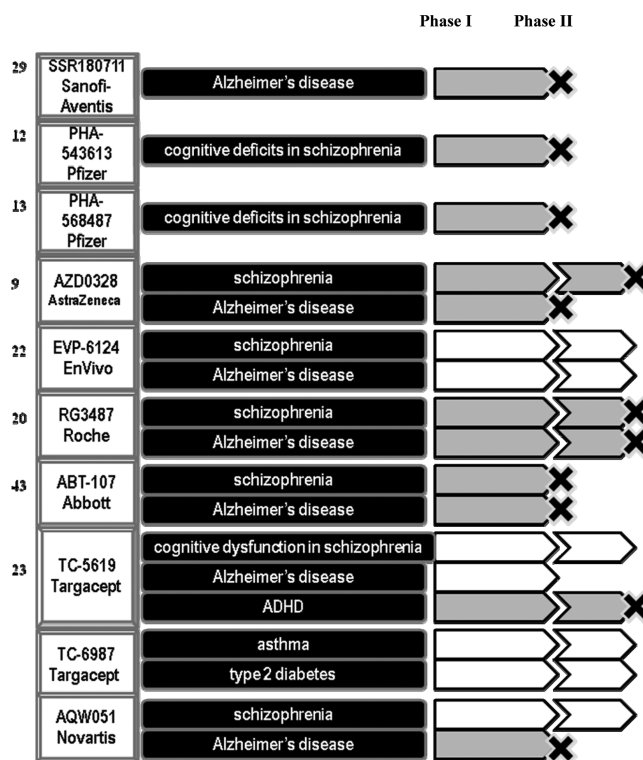 Phase I Phase II
29
SSR180711
Sanofi-
Aventis
Alzheimer's disease
12
PHA-
543613
Pfizer
cognitive deficits in schizophrenia
13
PHA-
568487
Pfizer
cognitive deficits in schizophrenia
9
AZD0328
AstraZeneca
schizophrenia
Alzheimer's disease
22
EVP-6124
EnVivo
schizophrenia
Alzheimer's disease
20
RG3487
Roche
schizophrenia
Alzheimer's disease
43
ABT-107
Abbott
schizophrenia
Alzheimer's disease
23
TC-5619
Targacept
cognitive dysfunction in schizophrenia
Alzheimer's disease
ADHD
TC-6987
Targacept
asthma
type 2 diabetes
AQW051
Novartis
schizophrenia
Alzheimer's disease